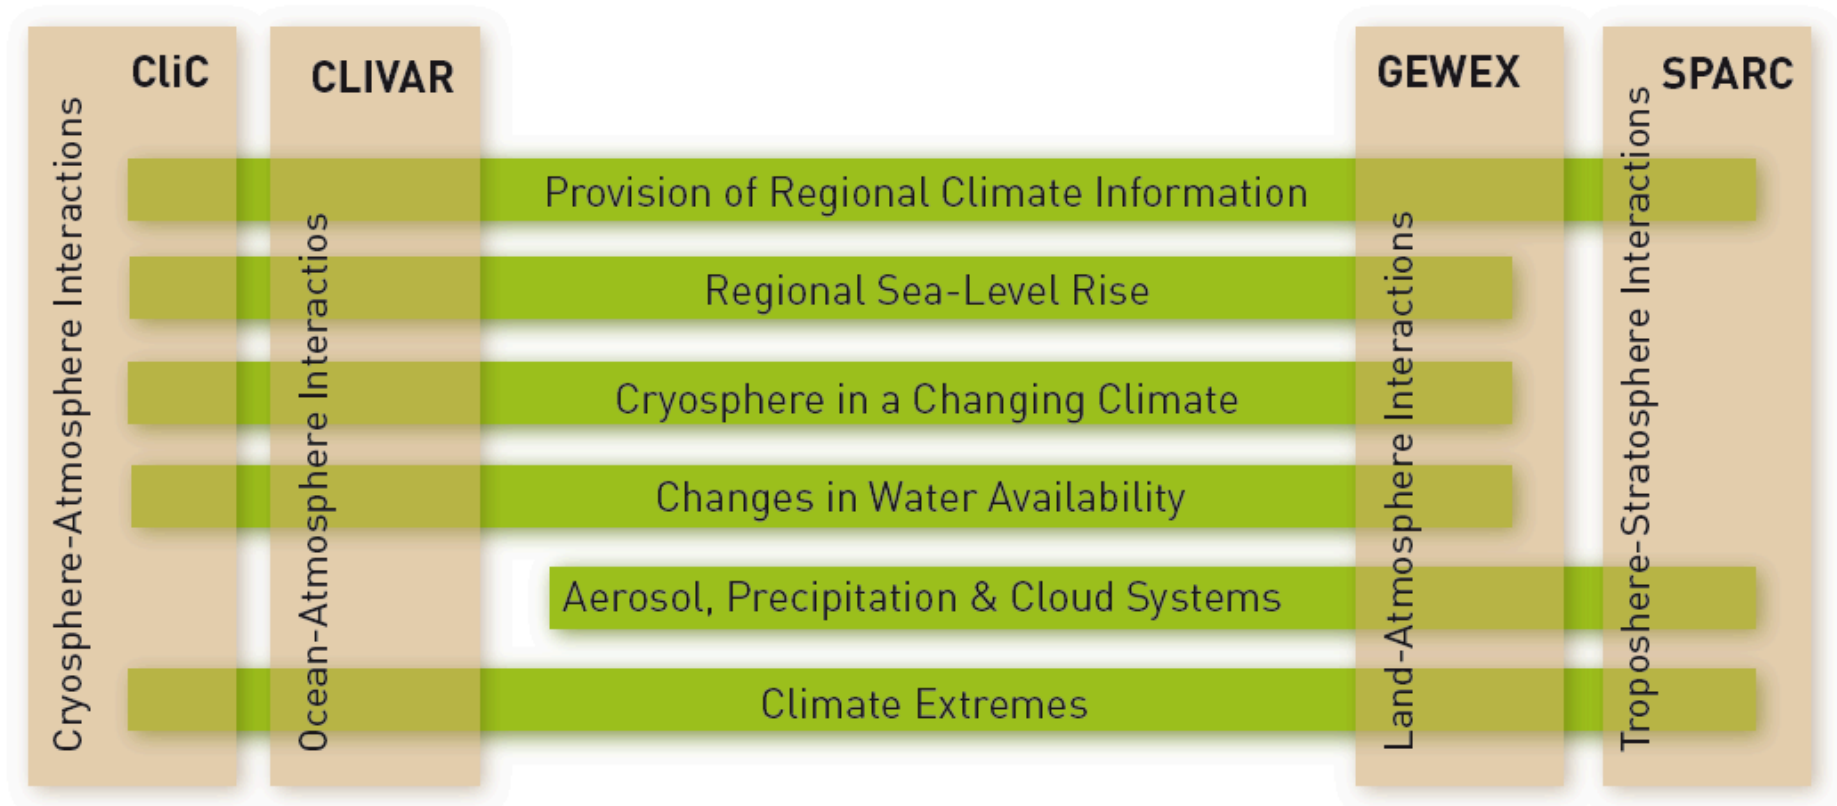 CliC
CLIVAR
GEWEX
SPARC
Cryosphere-Atmosphere Interactions
Ocean-Atmosphere Interactios
Land-Atmosphere Interactions
Troposhere-Stratosphere Interactions
Provision of Regional Climate Information
Regional Sea-Level Rise
Cryosphere in a Changing Climate
Changes in Water Availability
Aerosol, Precipitation & Cloud Systems
Climate Extremes